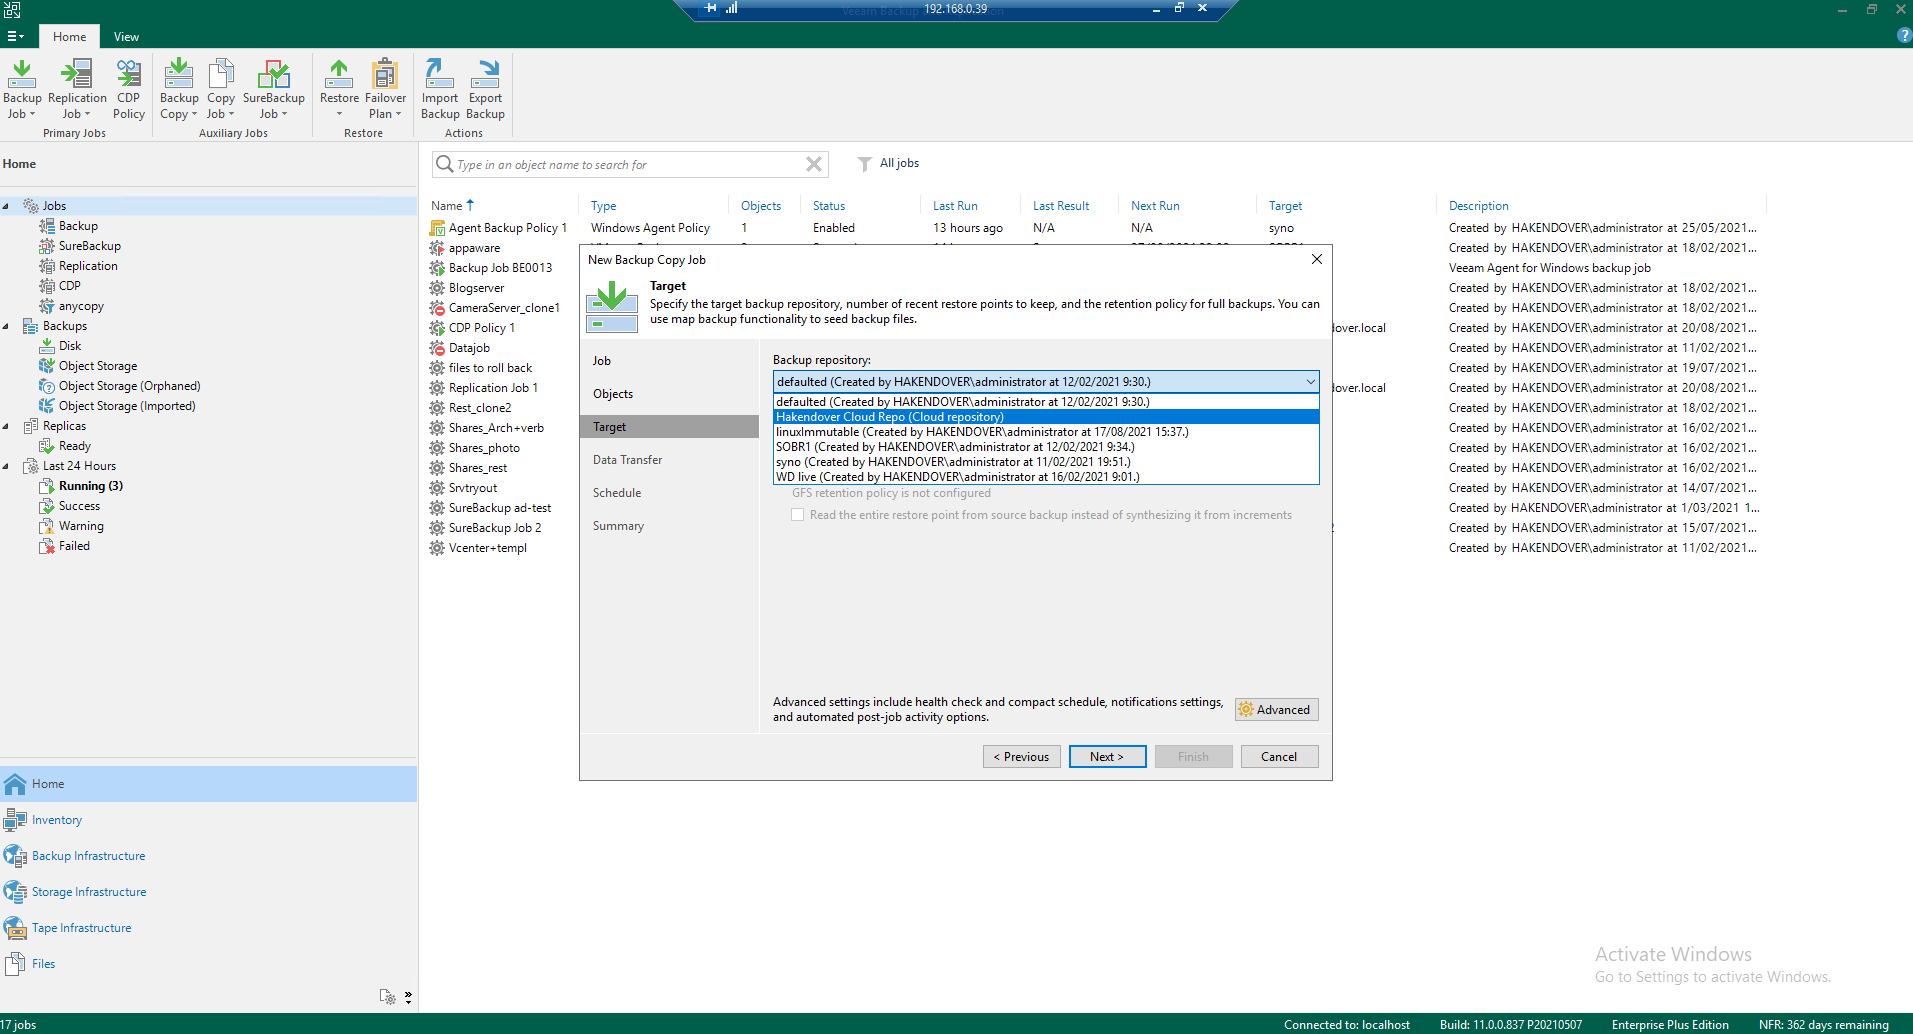 192.168.0.39
Veeam Backup and
Home
View
Backup Job
Replication Job
CDP Policy
Backup Copy
Copy Job
SureBackup Job
Restore
Failover Plan
Import Backup
Export Backup
Primary Jobs
Auxiliary Jobs
Restore
Actions
Home
Type in an object name to search for
All jobs
Jobs
Backup
SureBackup
Replication
CDP
anycopy
Backups
Disk
Object Storage
Object Storage (Orphaned)
Object Storage (Imported)
Replicas
Ready
Last 24 Hours
Running (3)
Success
Warning
Failed
Home
Inventory
Backup Infrastructure
Storage Infrastructure
Tape Infrastructure
Files
Name Type Objects Status Last Run Last Result Next Run Target Description
Agent Backup Policy 1 Windows Agent Policy 1 Enabled 13 hours ago N/A N/A syno Created by HAKENDOVER\administrator at 25/05/2021...
appaware Created by HAKENDOVER\administrator at 18/02/2021...
Backup Job BE0013 Veeam Agent for Windows backup job
Blogserver Created by HAKENDOVER\administrator at 18/02/2021...
CameraServer_clone1 Created by HAKENDOVER\administrator at 18/02/2021...
CDP Policy 1 dover.local Created by HAKENDOVER\administrator at 20/08/2021...
Datajob Created by HAKENDOVER\administrator at 11/02/2021...
files to roll back Created by HAKENDOVER\administrator at 19/07/2021...
Replication Job 1 dover.local Created by HAKENDOVER\administrator at 20/08/2021...
Rest_clone2 Created by HAKENDOVER\administrator at 18/02/2021...
Shares_Arch+verb Created by HAKENDOVER\administrator at 16/02/2021...
Shares_photo Created by HAKENDOVER\administrator at 16/02/2021...
Shares_rest Created by HAKENDOVER\administrator at 16/02/2021...
Srvtryout Created by HAKENDOVER\administrator at 14/07/2021...
SureBackup ad-test Created by HAKENDOVER\administrator at 1/03/2021 1...
SureBackup Job 2 2 Created by HAKENDOVER\administrator at 15/07/2021...
Vcenter+templ Created by HAKENDOVER\administrator at 11/02/2021...
New Backup Copy Job
Target
Specify the target backup repository, number of recent restore points to keep, and the retention policy for full backups. You can
use map backup functionality to seed backup files.
Job
Objects
Target
Data Transfer
Schedule
Summary
Backup repository:
defaulted (Created by HAKENDOVER\administrator at 12/02/2021 9:30.)
defaulted (Created by HAKENDOVER\administrator at 12/02/2021 9:30.)
Hakendover Cloud Repo (Cloud repository)
linuxImmutable (Created by HAKENDOVER\administrator at 17/08/2021 15:37.)
SOBR1 (Created by HAKENDOVER\administrator at 12/02/2021 9:34.)
syno (Created by HAKENDOVER\administrator at 11/02/2021 19:51.)
WD live (Created by HAKENDOVER\administrator at 16/02/2021 9:01.)
GFS retention policy is not configured
Read the entire restore point from source backup instead of synthesizing it from increments
Advanced settings include health check and compact schedule, notifications settings,
and automated post-job activity options.
Advanced
< Previous
Next >
Finish
Cancel
Activate Windows
Go to Settings to activate Windows.
17 jobs
Connected to: localhost
Build: 11.0.0.837 P20210507
Enterprise Plus Edition
NFR: 362 days remaining